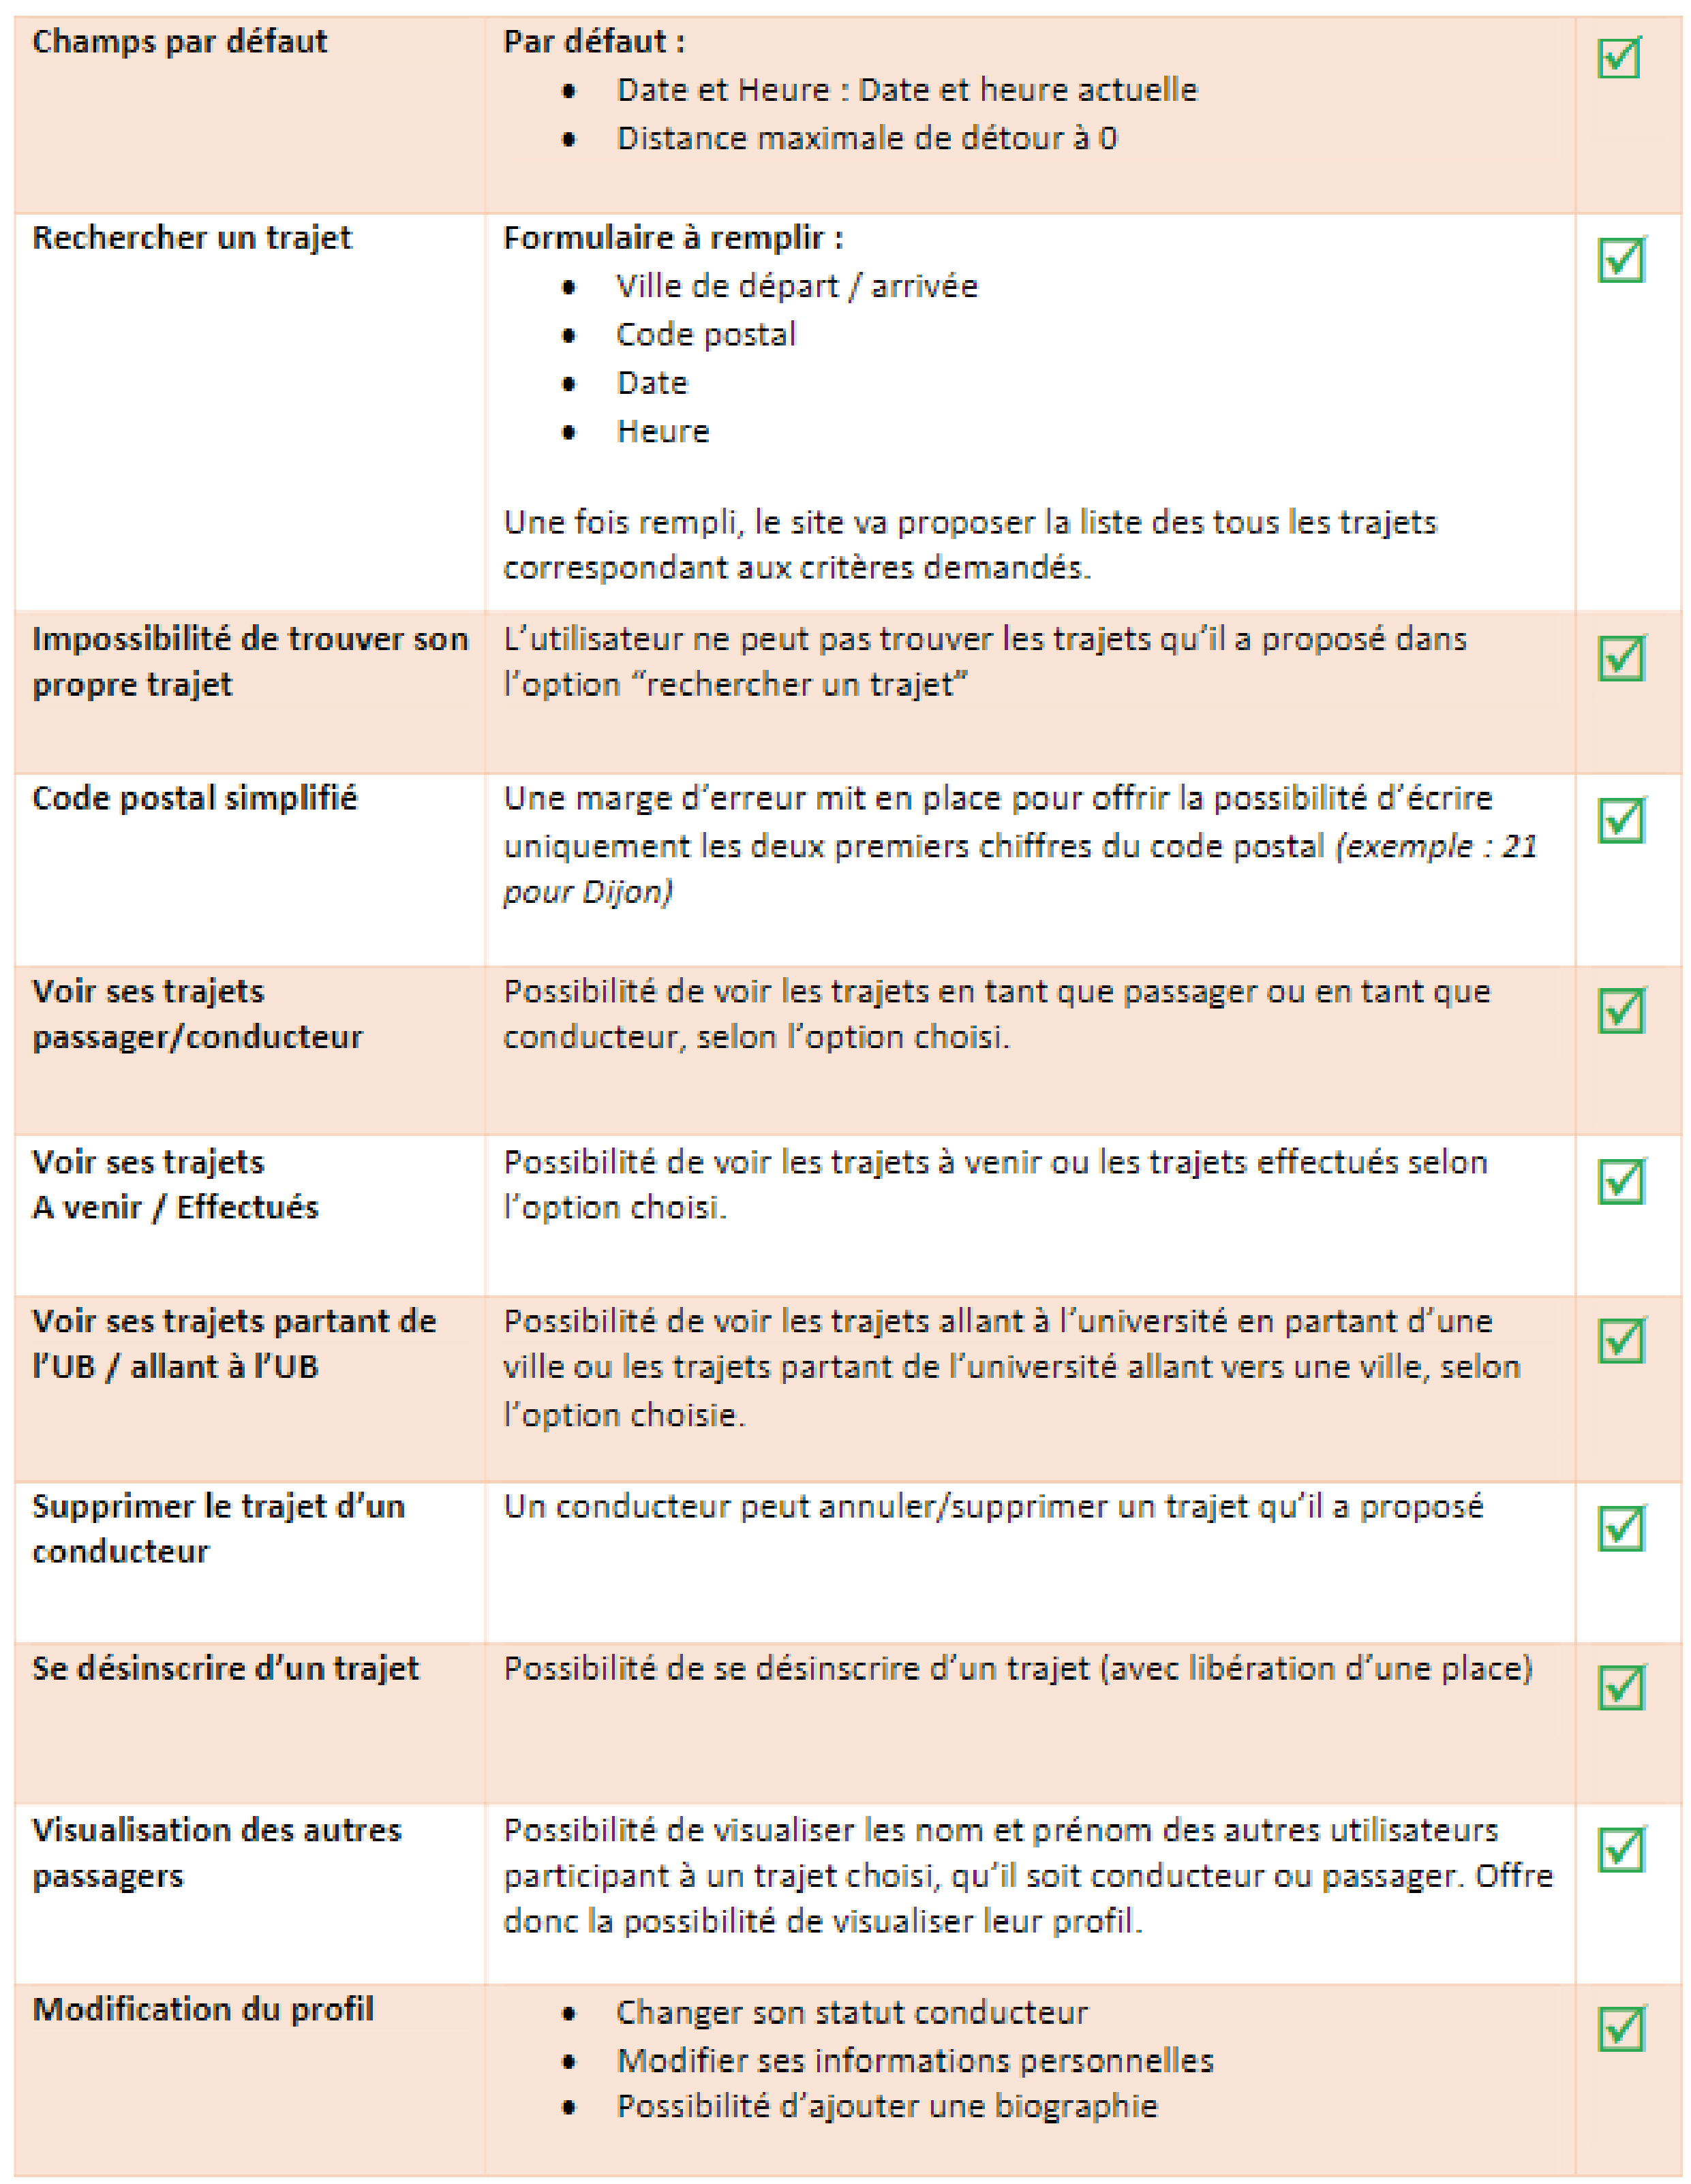 Champs par défaut
Par défaut :
• Date et Heure : Date et heure actuelle
• Distance maximale de détour à 0
Rechercher un trajet
Formulaire à remplir :
• Ville de départ / arrivée
• Code postal
• Date
• Heure
Une fois rempli, le site va proposer la liste des tous les trajets
correspondant aux critères demandés.
Impossibilité de trouver son
propre trajet
L'utilisateur ne peut pas trouver les trajets qu'il a proposé dans
l'option "rechercher un trajet"
Code postal simplifié
Une marge d'erreur mit en place pour offrir la possibilité d'écrire
uniquement les deux premiers chiffres du code postal (exemple : 21
pour Dijon)
Voir ses trajets
passager/conducteur
Possibilité de voir les trajets en tant que passager ou en tant que
conducteur, selon l'option choisi.
Voir ses trajets
A venir / Effectués
Possibilité de voir les trajets à venir ou les trajets effectués selon
l'option choisi.
Voir ses trajets partant de
l'UB / allant à l'UB
Possibilité de voir les trajets allant à l'université en partant d'une
ville ou les trajets partant de l'université allant vers une ville, selon
l'option choisie.
Supprimer le trajet d'un
conducteur
Un conducteur peut annuler/supprimer un trajet qu'il a proposé
Se désinscrire d'un trajet
Possibilité de se désinscrire d'un trajet (avec libération d'une place)
Visualisation des autres
passagers
Possibilité de visualiser les nom et prénom des autres utilisateurs
participant à un trajet choisi, qu'il soit conducteur ou passager. Offre
donc la possibilité de visualiser leur profil.
Modification du profil
• Changer son statut conducteur
• Modifier ses informations personnelles
• Possibilité d'ajouter une biographie